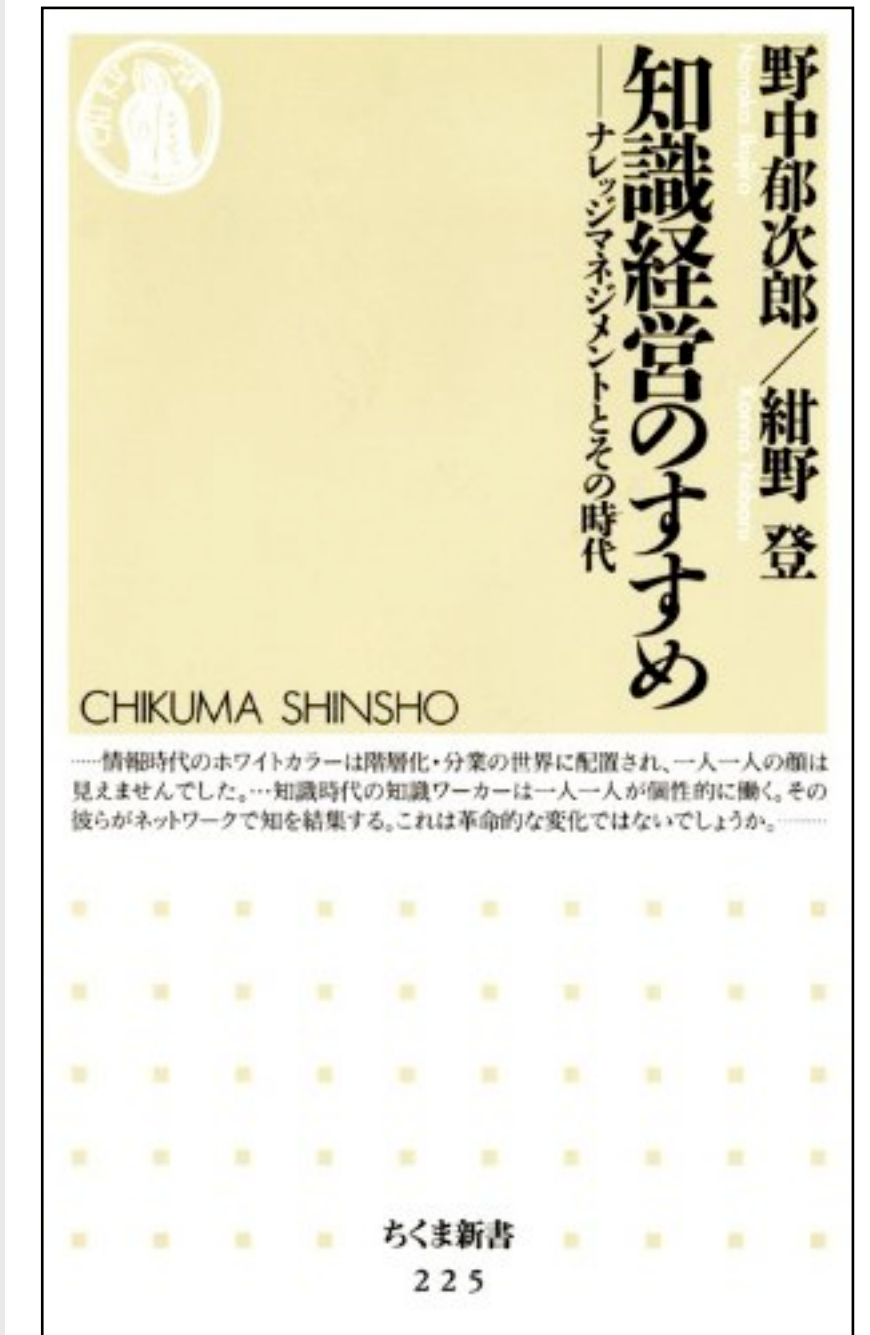 野中郁次郎／紺野 登
Nonaka Ikujiro
Konno Noboru
知識経営のすすめ
──ナレッジマネジメントとその時代
CHIKUMA SHINSHO
……情報時代のホワイトカラーは階層化・分業の世界に配置され、一人一人の顔は
見えませんでした。…知識時代の知識ワーカーは一人一人が個性的に働く。その
彼らがネットワークで知を結集する。これは革命的な変化ではないでしょうか。………
ちくま新書
225